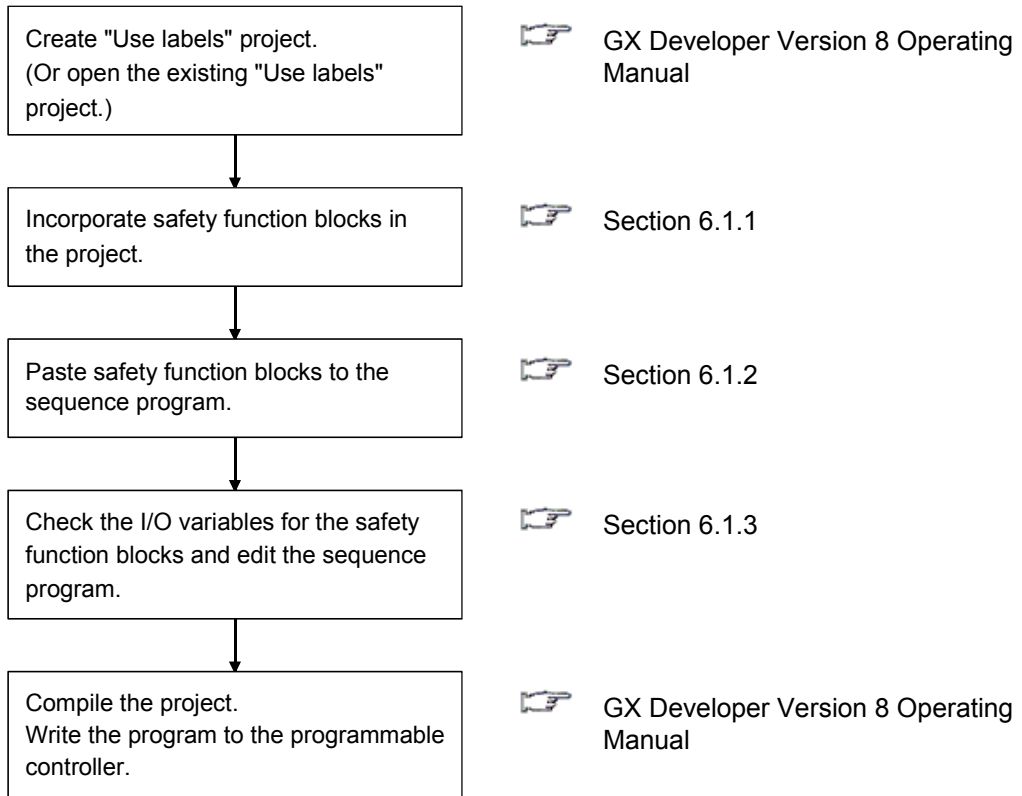 Create "Use labels" project.
(Or open the existing "Use labels"
project.)
GX Developer Version 8 Operating
Manual
Incorporate safety function blocks in
the project.
Section 6.1.1
Paste safety function blocks to the
sequence program.
Section 6.1.2
Check the I/O variables for the safety
function blocks and edit the sequence
program.
Section 6.1.3
Compile the project.
Write the program to the programmable
controller.
GX Developer Version 8 Operating
Manual